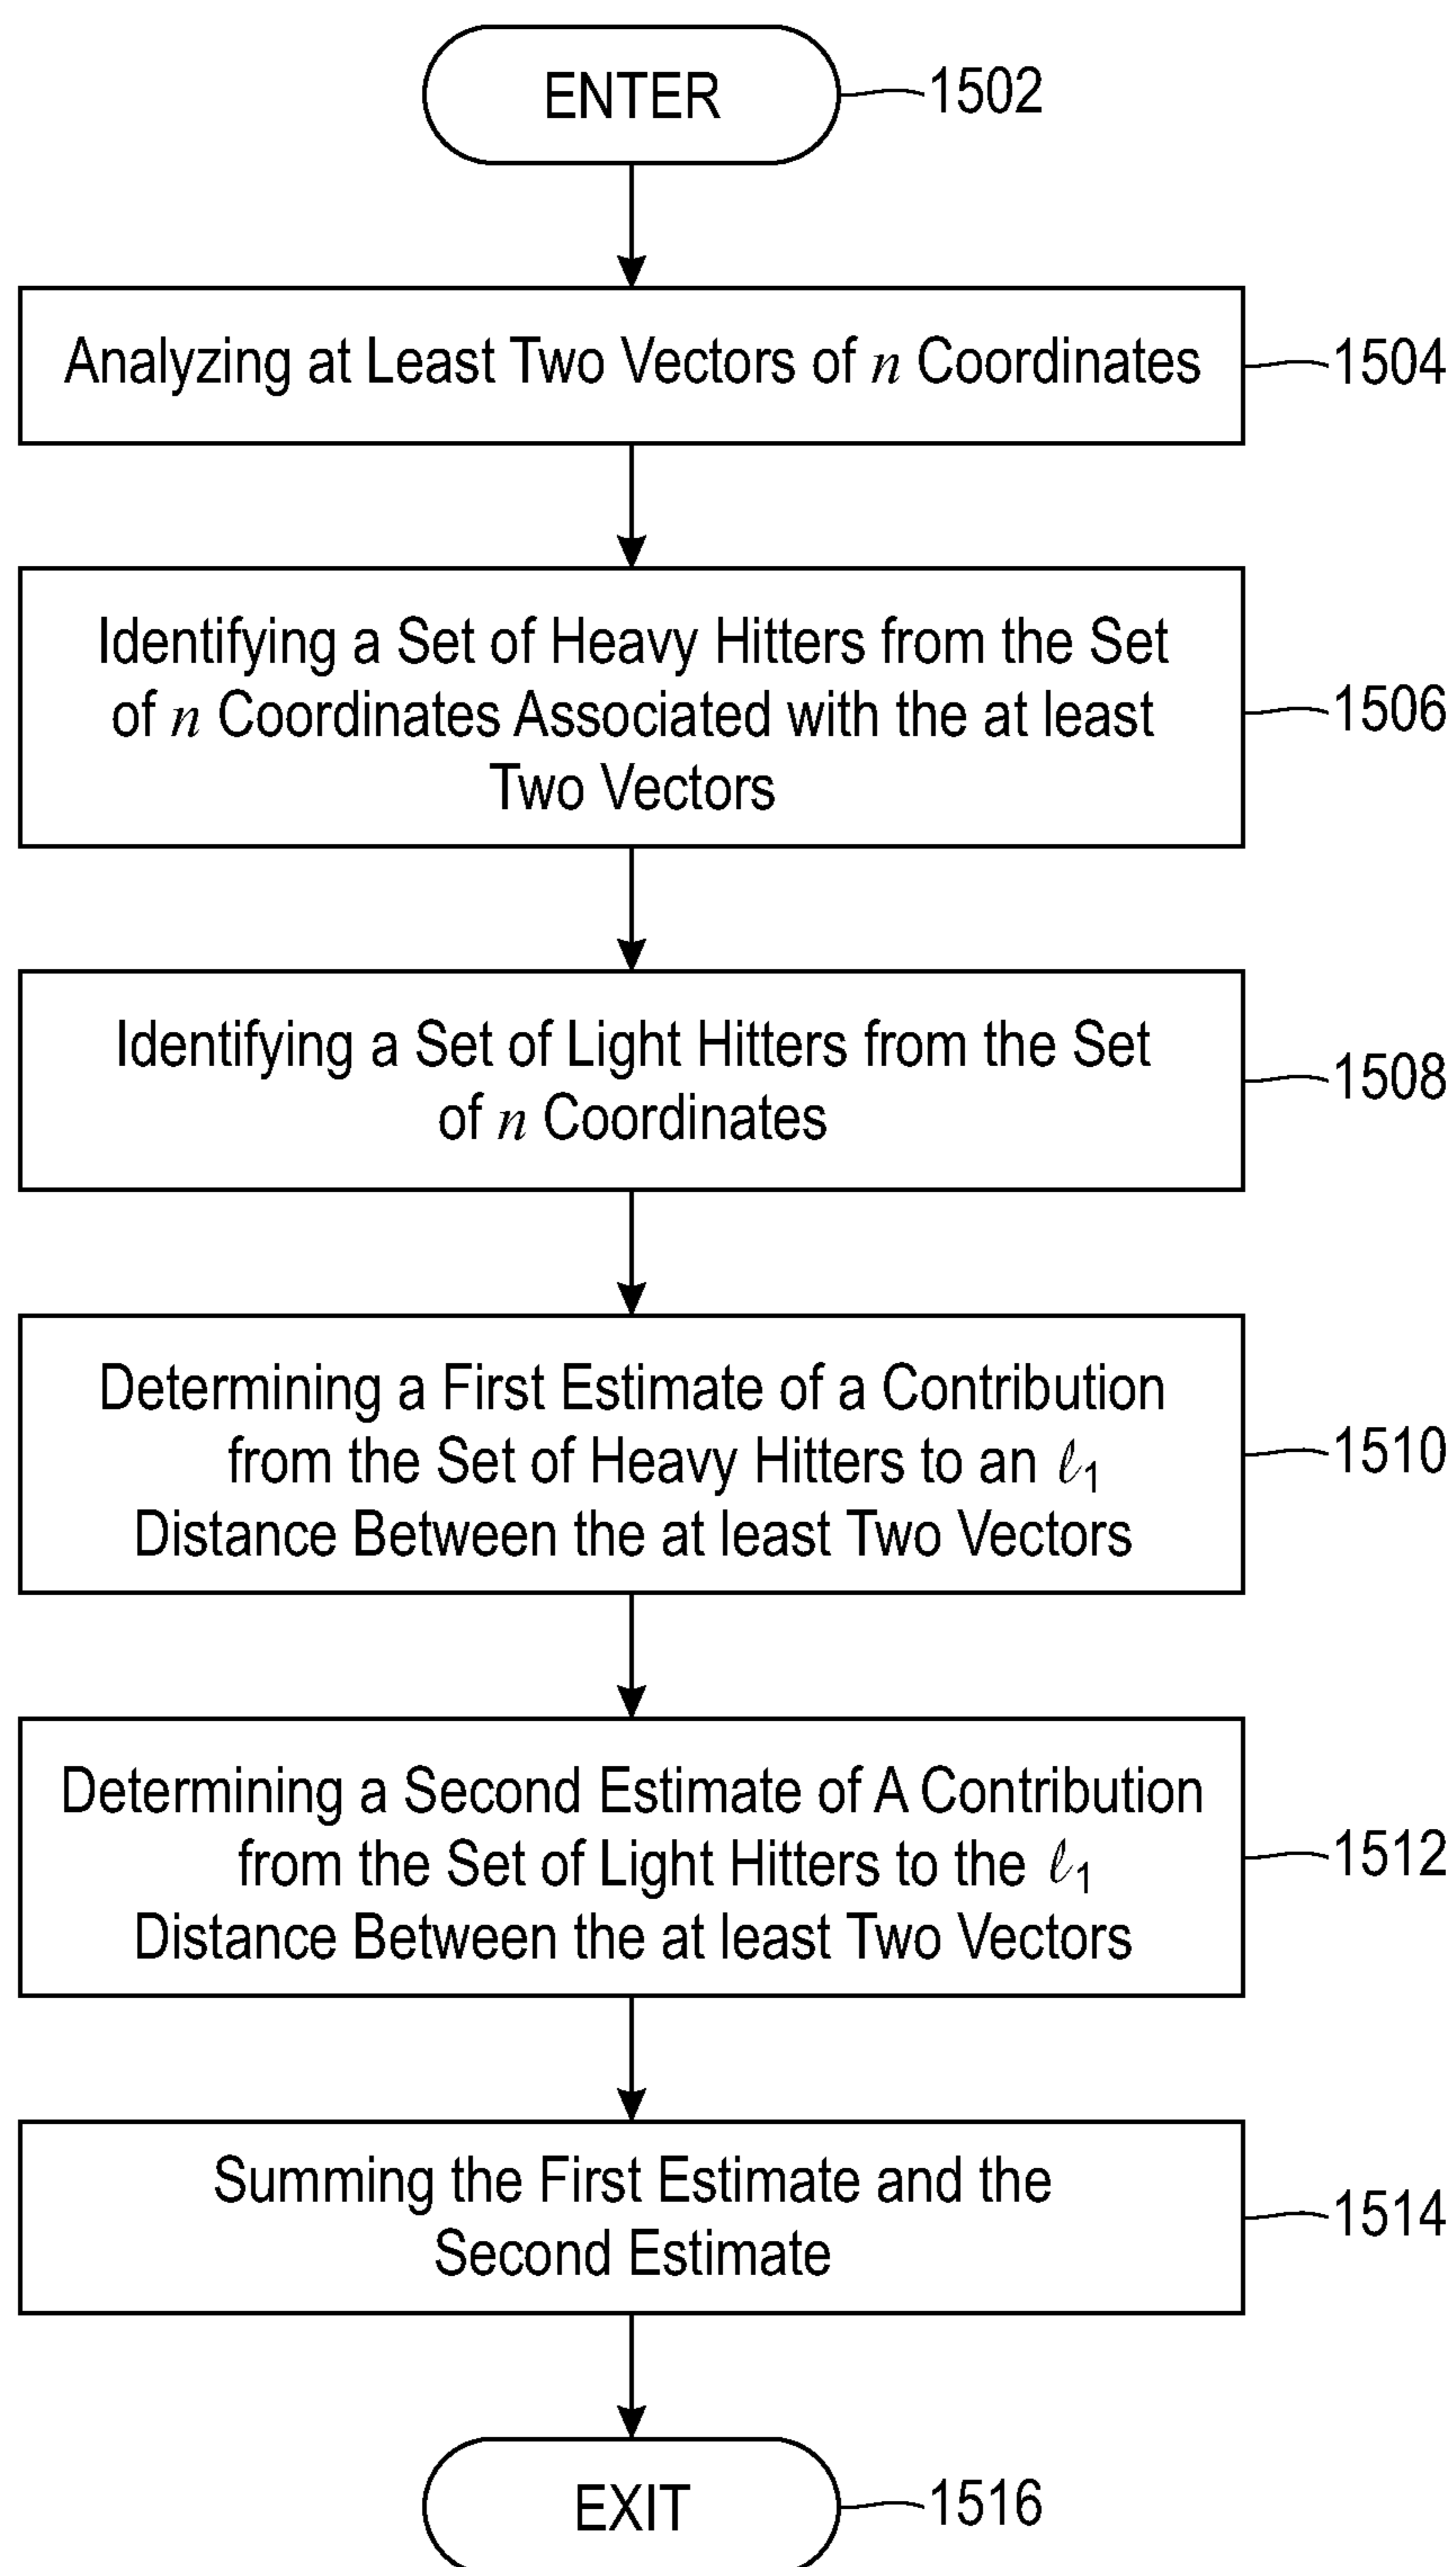 ENTER
1502
Analyzing at Least Two Vectors of n Coordinates
1504
Identifying a Set of Heavy Hitters from the Set
of n Coordinates Associated with the at least
Two Vectors
1506
Identifying a Set of Light Hitters from the Set
of n Coordinates
1508
Determining a First Estimate of a Contribution
from the Set of Heavy Hitters to an ℓ₁
Distance Between the at least Two Vectors
1510
Determining a Second Estimate of A Contribution
from the Set of Light Hitters to the ℓ₁
Distance Between the at least Two Vectors
1512
Summing the First Estimate and the
Second Estimate
1514
EXIT
1516